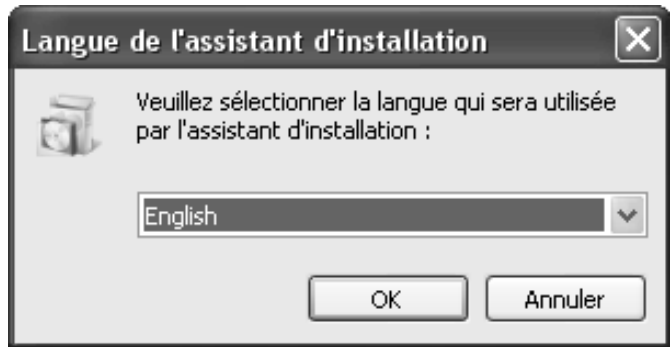 Langue de l'assistant d'installation
Veuillez sélectionner la langue qui sera utilisée
par l'assistant d'installation :
English
OK
Annuler